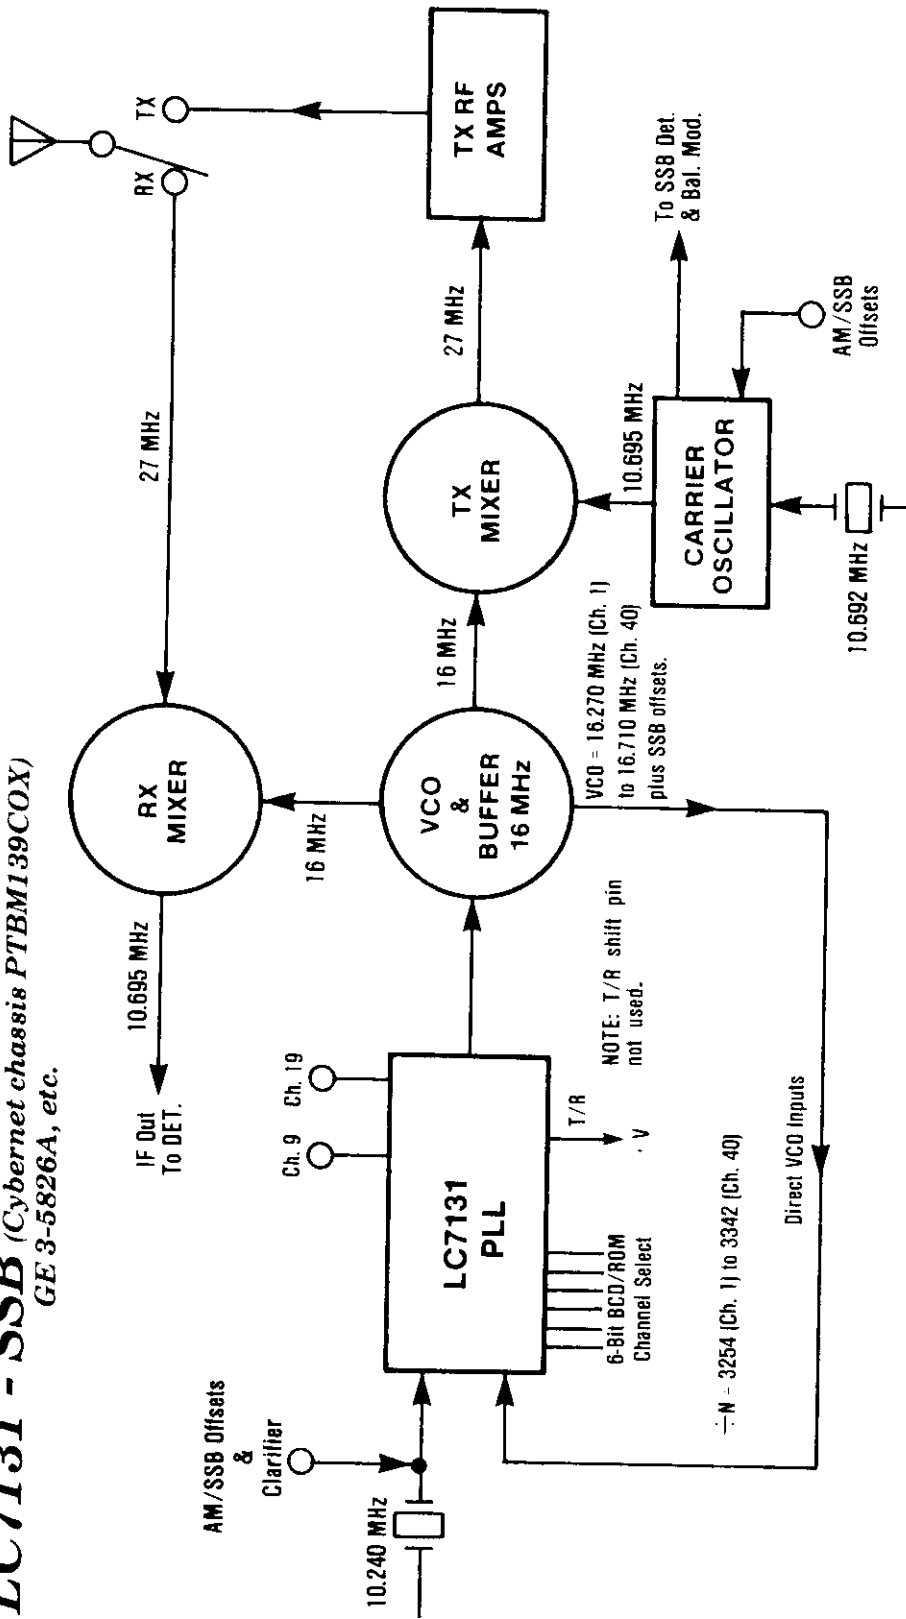 LC7131 - SSB (Cybernet chassis PTBM139COX)
GE 3-5826A, etc.
RX
TX
27 MHz
RX
MIXER
10.695 MHz
IF Out
To DET.
16 MHz
TX RF
AMPS
27 MHz
TX
MIXER
16 MHz
VCO
&
BUFFER
16 MHz
VCO = 16.270 MHz (Ch. 1)
to 16.710 MHz (Ch. 40)
plus SSB offsets.
10.695 MHz
To SSB Det.
& Bal. Mod.
CARRIER
OSCILLATOR
AM/SSB
Offsets
10.692 MHz
Ch. 9
Ch. 19
LC7131
PLL
T/R
V
NOTE: T/R shift pin
not used.
6-Bit BCD/ROM
Channel Select
AM/SSB Offsets
&
Clarifier
10.240 MHz
÷N = 3254 (Ch. 1) to 3342 (Ch. 40)
Direct VCO Inputs